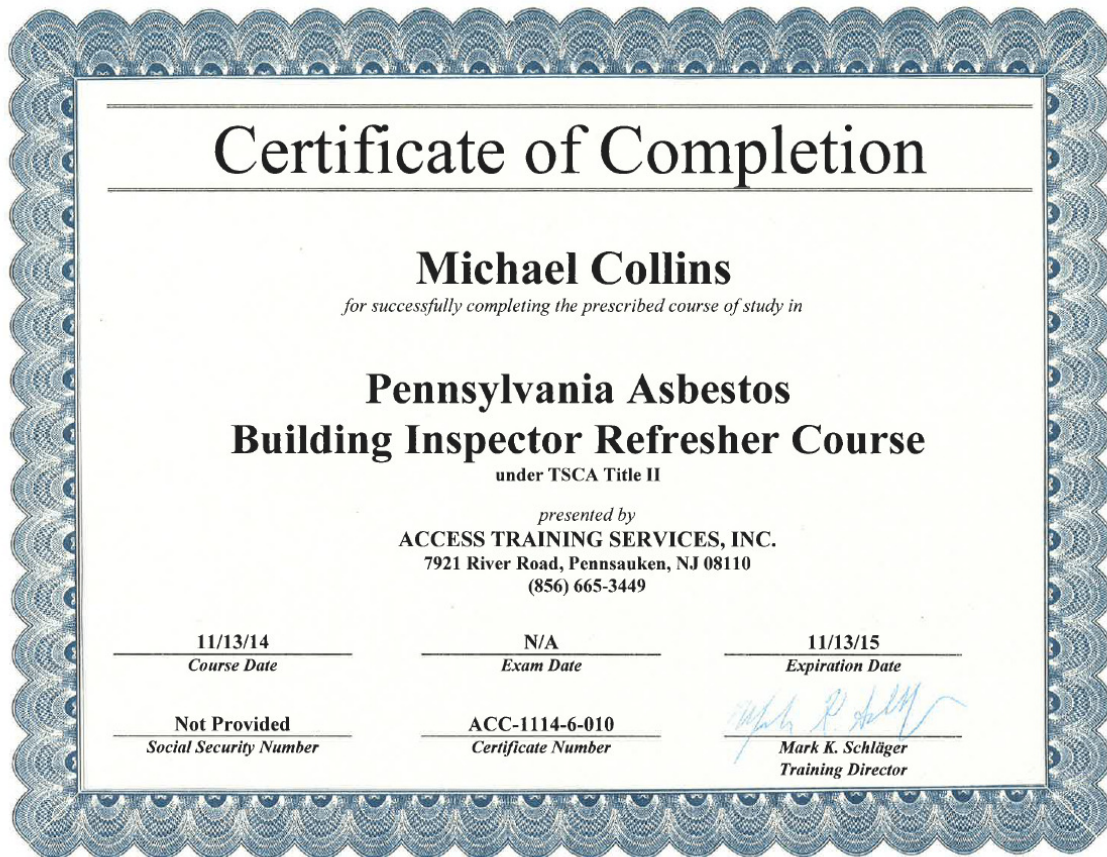 Certificate of Completion
Michael Collins
for successfully completing the prescribed course of study in
Pennsylvania Asbestos
Building Inspector Refresher Course
under TSCA Title II
presented by
ACCESS TRAINING SERVICES, INC.
7921 River Road, Pennsauken, NJ 08110
(856) 665-3449
11/13/14 N/A 11/13/15
Course Date Exam Date Expiration Date
Not Provided ACC-1114-6-010
Social Security Number Certificate Number Mark K. Schläger
Training Director